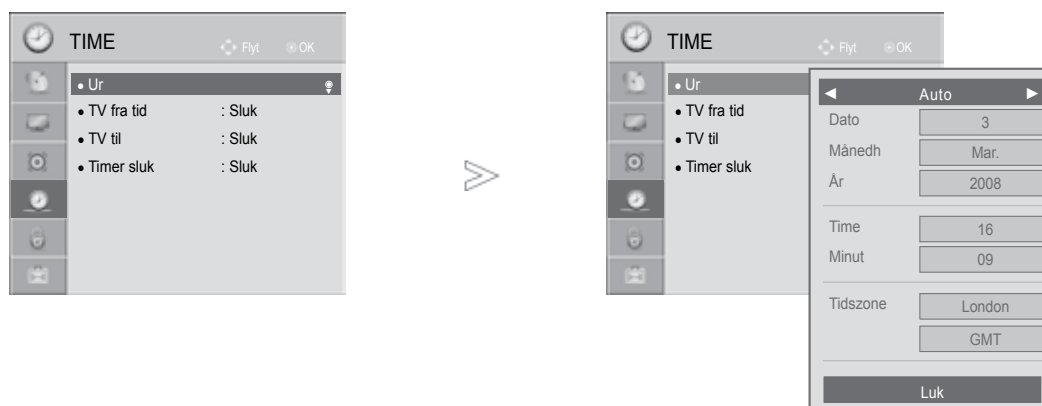 TIME
Flyt OK
● Ur
● TV fra tid : Sluk
● TV til : Sluk
● Timer sluk : Sluk
TIME
Flyt OK
● Ur
● TV fra tid
● TV til
● Timer sluk
◄ Auto ►
Dato 3
Månedh Mar.
År 2008
Time 16
Minut 09
Tidszone London
GMT
Luk